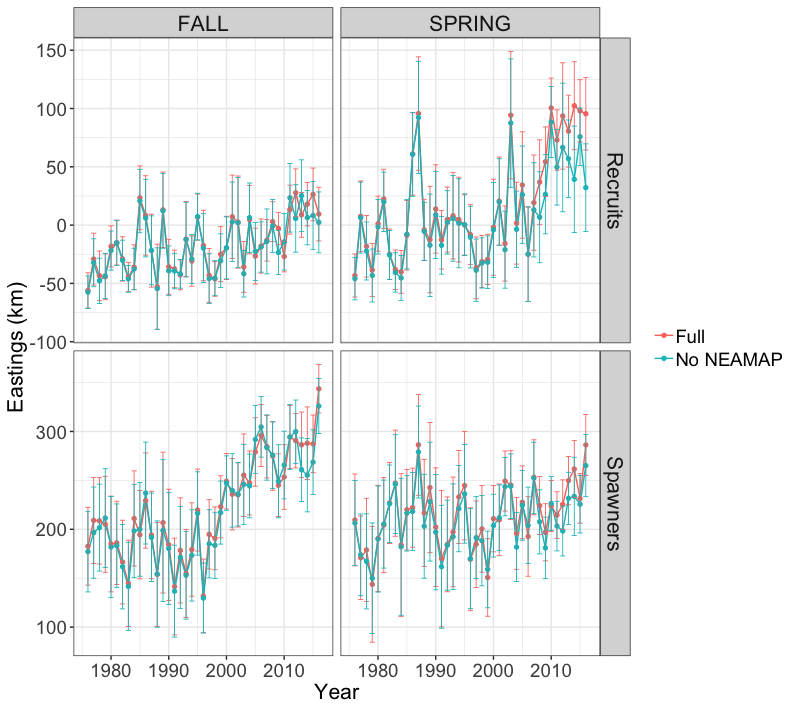 FALL
SPRING
150
100
50
0
-50
-100
Recruits
Eastings (km)
300
200
100
Spawners
1980
1990
2000
2010
1980
1990
2000
2010
Year
Full
No NEAMAP